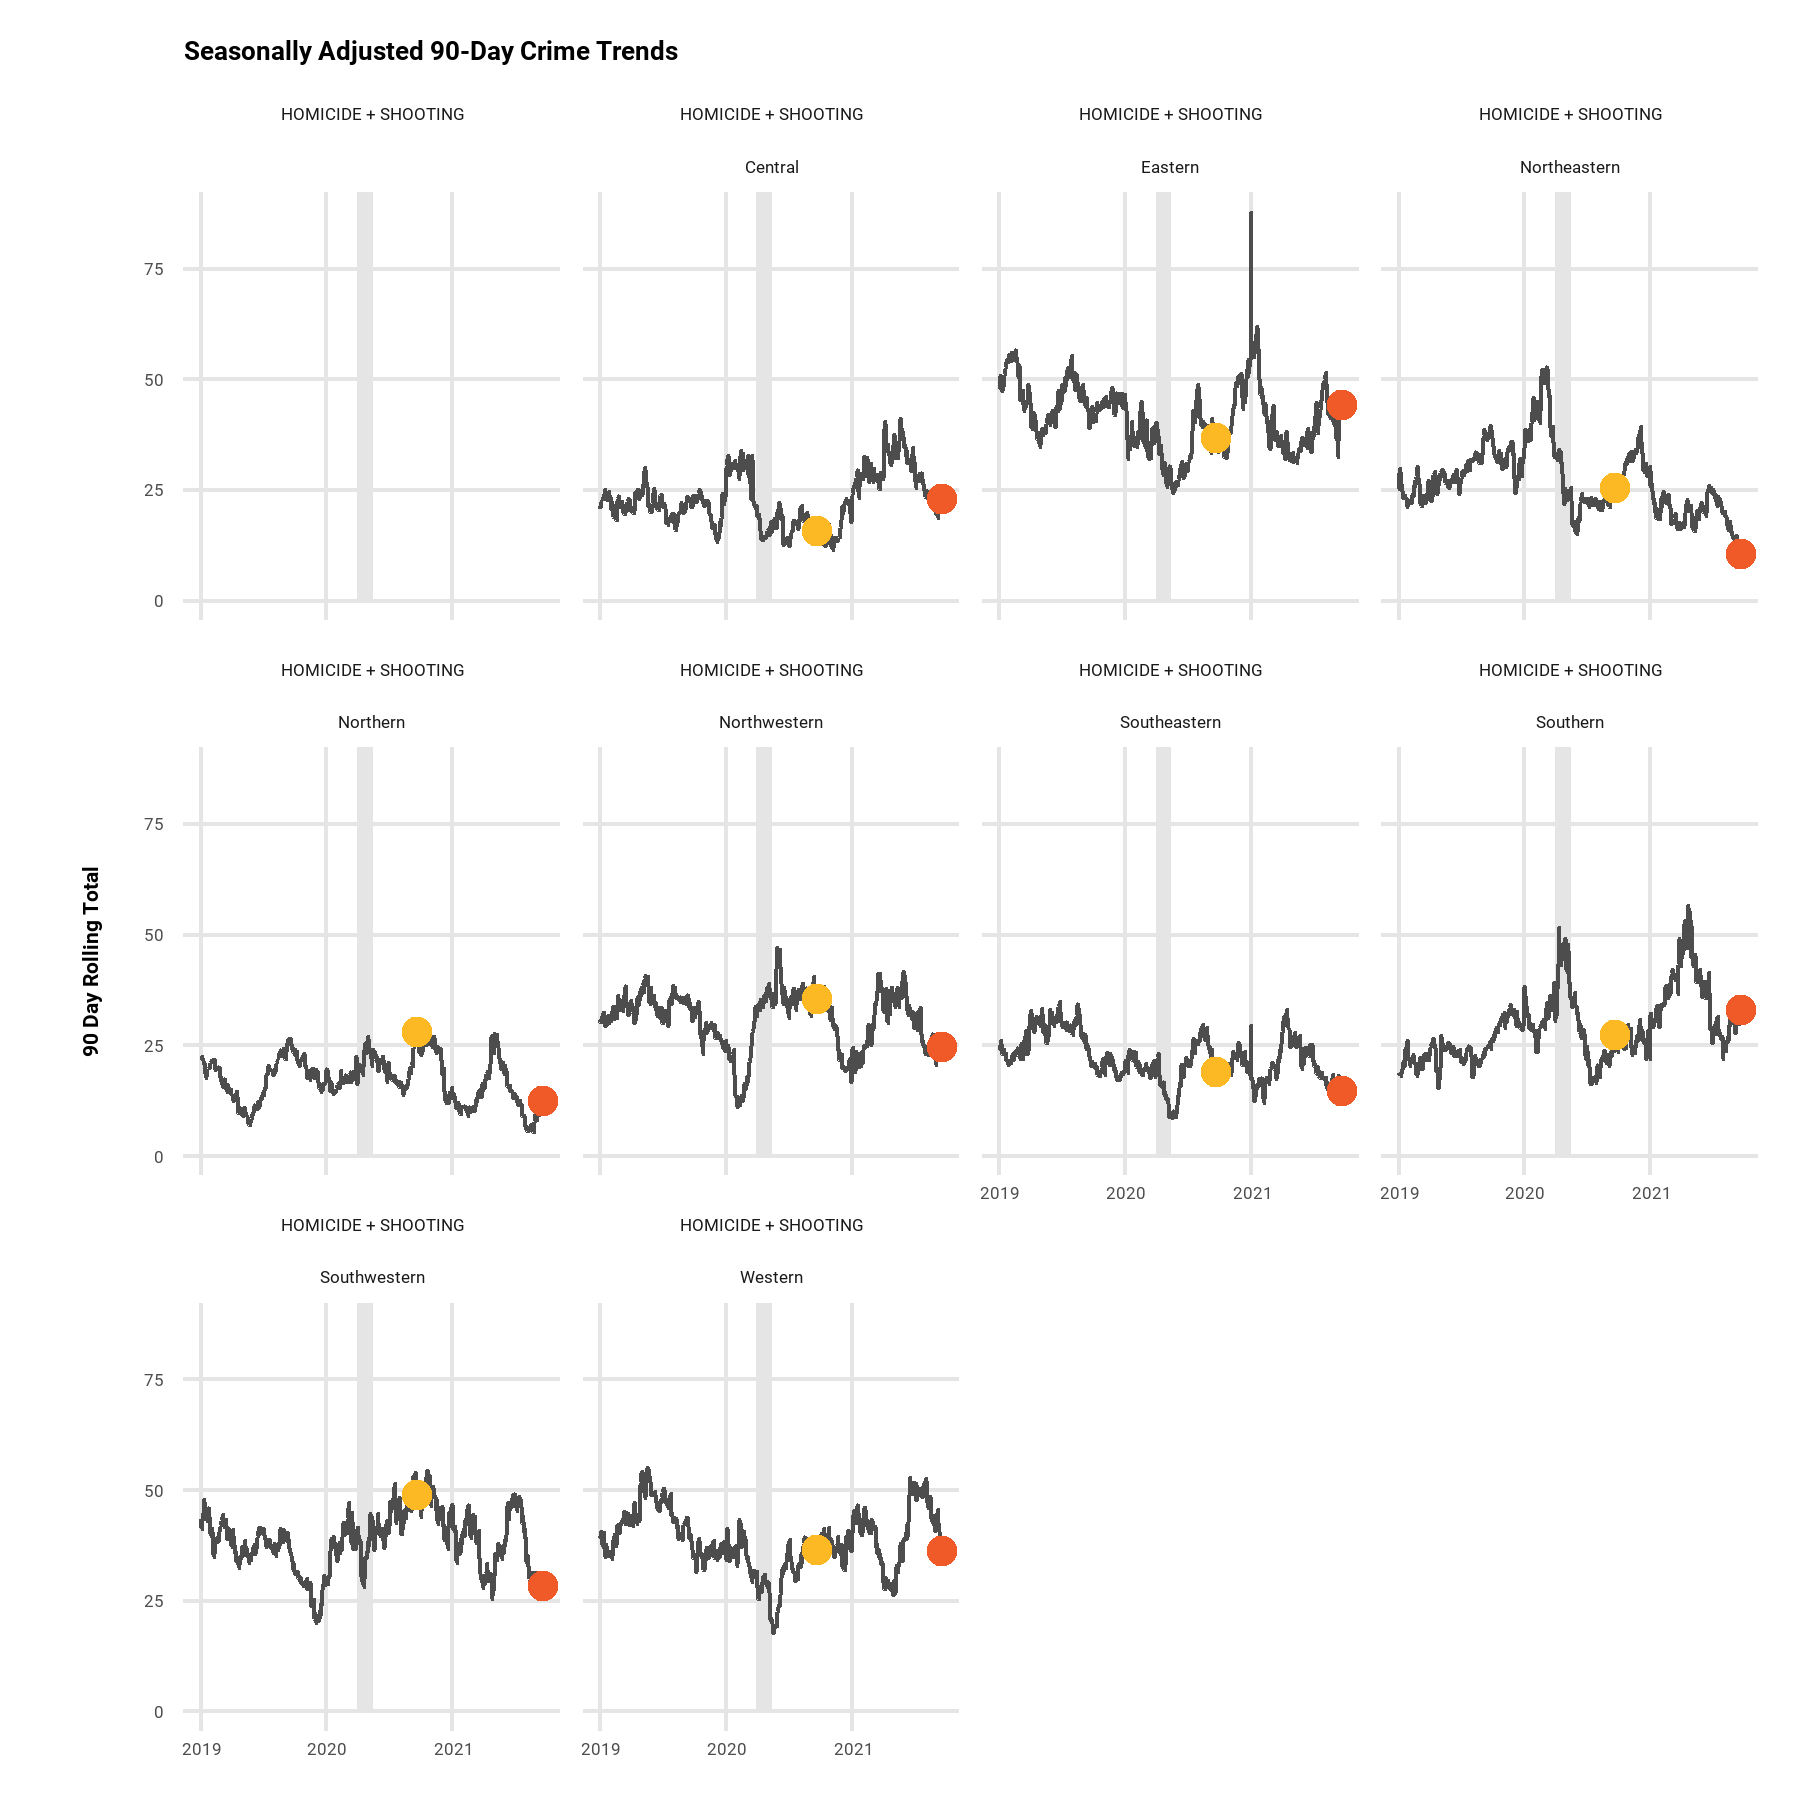 Seasonally Adjusted 90-Day Crime Trends
HOMICIDE + SHOOTING
HOMICIDE + SHOOTING
HOMICIDE + SHOOTING
HOMICIDE + SHOOTING
Central
Eastern
Northeastern
75
50
25
0
HOMICIDE + SHOOTING
HOMICIDE + SHOOTING
HOMICIDE + SHOOTING
HOMICIDE + SHOOTING
Northern
Northwestern
Southeastern
Southern
90 Day Rolling Total
75
50
25
0
2019 2020 2021
2019 2020 2021
HOMICIDE + SHOOTING
HOMICIDE + SHOOTING
Southwestern
Western
75
50
25
0
2019 2020 2021
2019 2020 2021